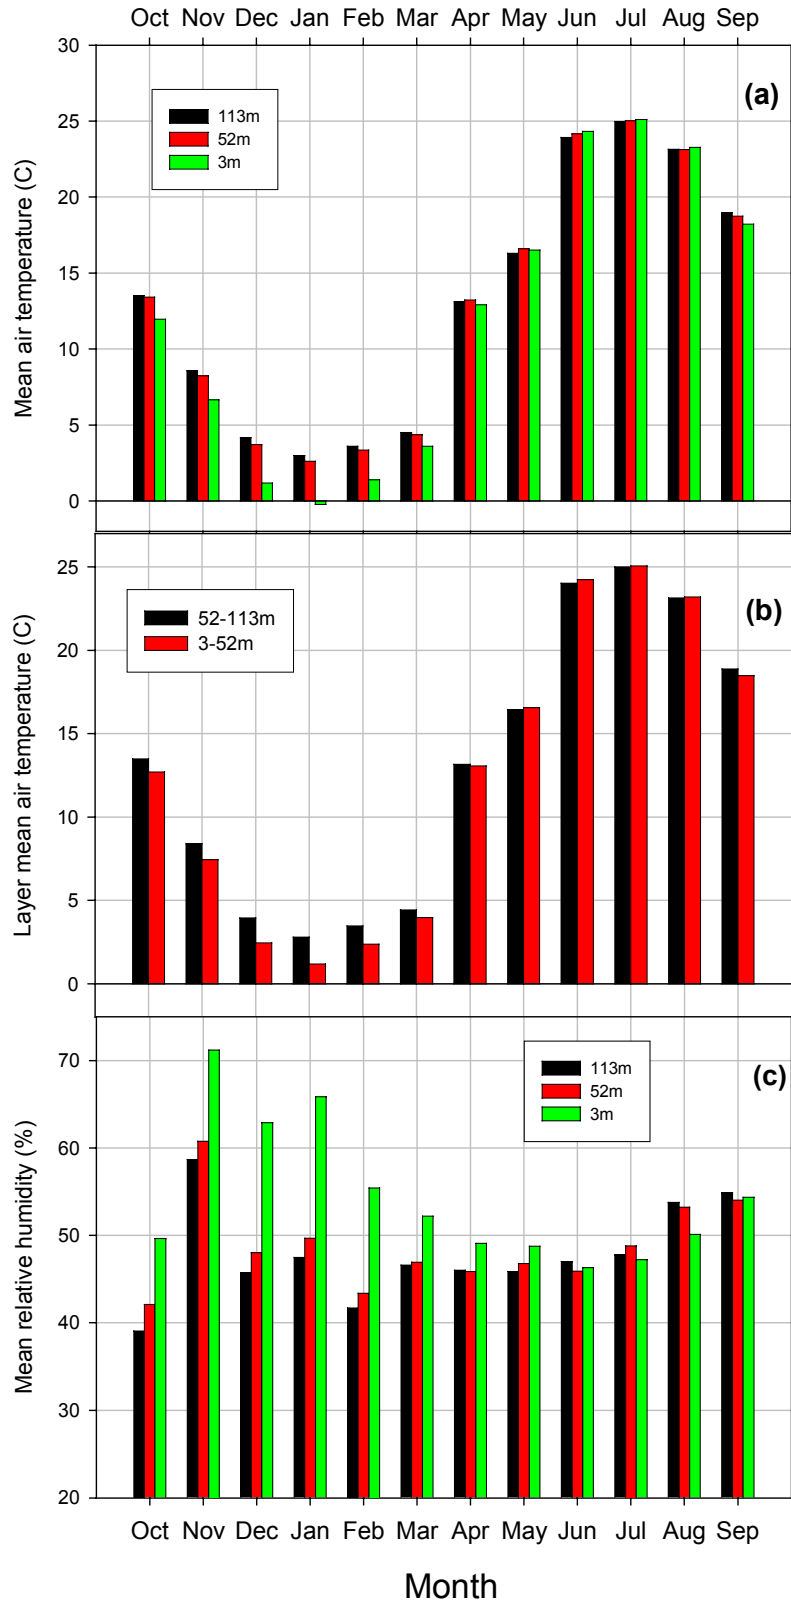 Oct Nov Dec Jan Feb Mar Apr May Jun Jul Aug Sep
30
(a)
113m
52m
3m
25
20
15
10
5
0
Mean air temperature (C)
25
(b)
52-113m
3-52m
20
15
10
5
0
Layer mean air temperature (C)
70
(c)
113m
52m
3m
60
50
40
30
20
Mean relative humidity (%)
Oct Nov Dec Jan Feb Mar Apr May Jun Jul Aug Sep
Month